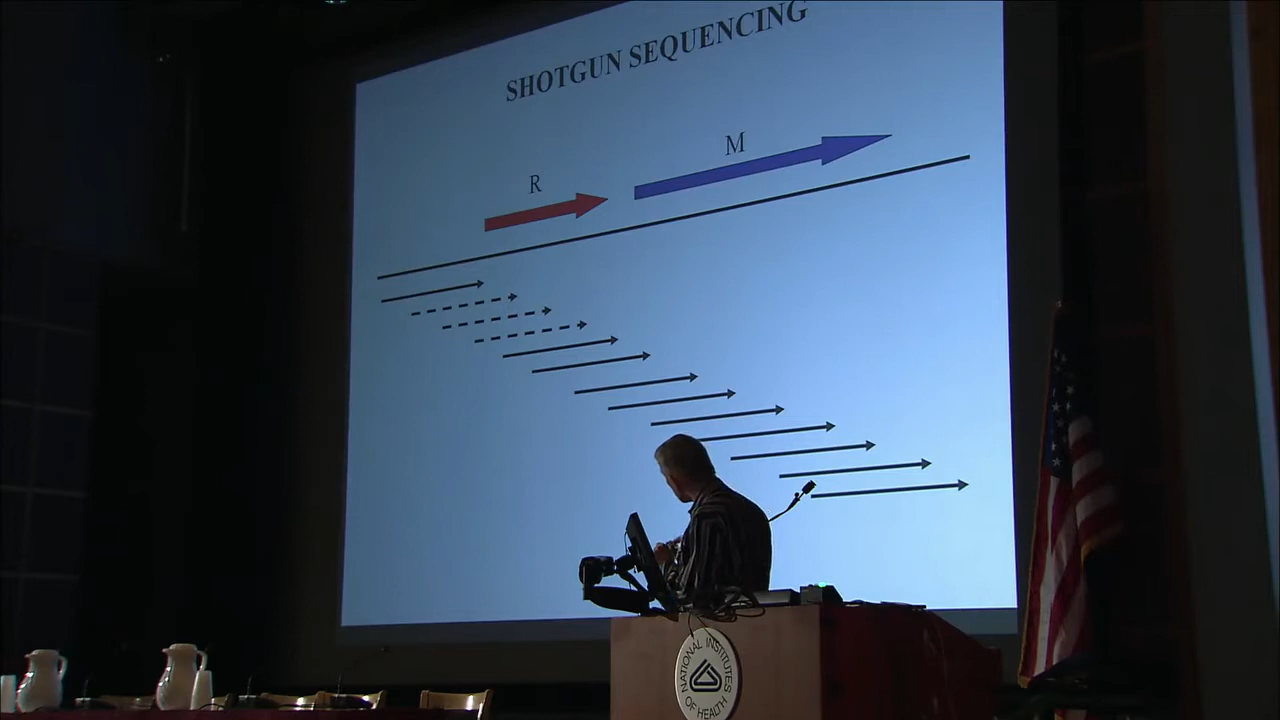 SHOTGUN SEQUENCING
M
R
NATIONAL INSTITUTES
OF HEALTH